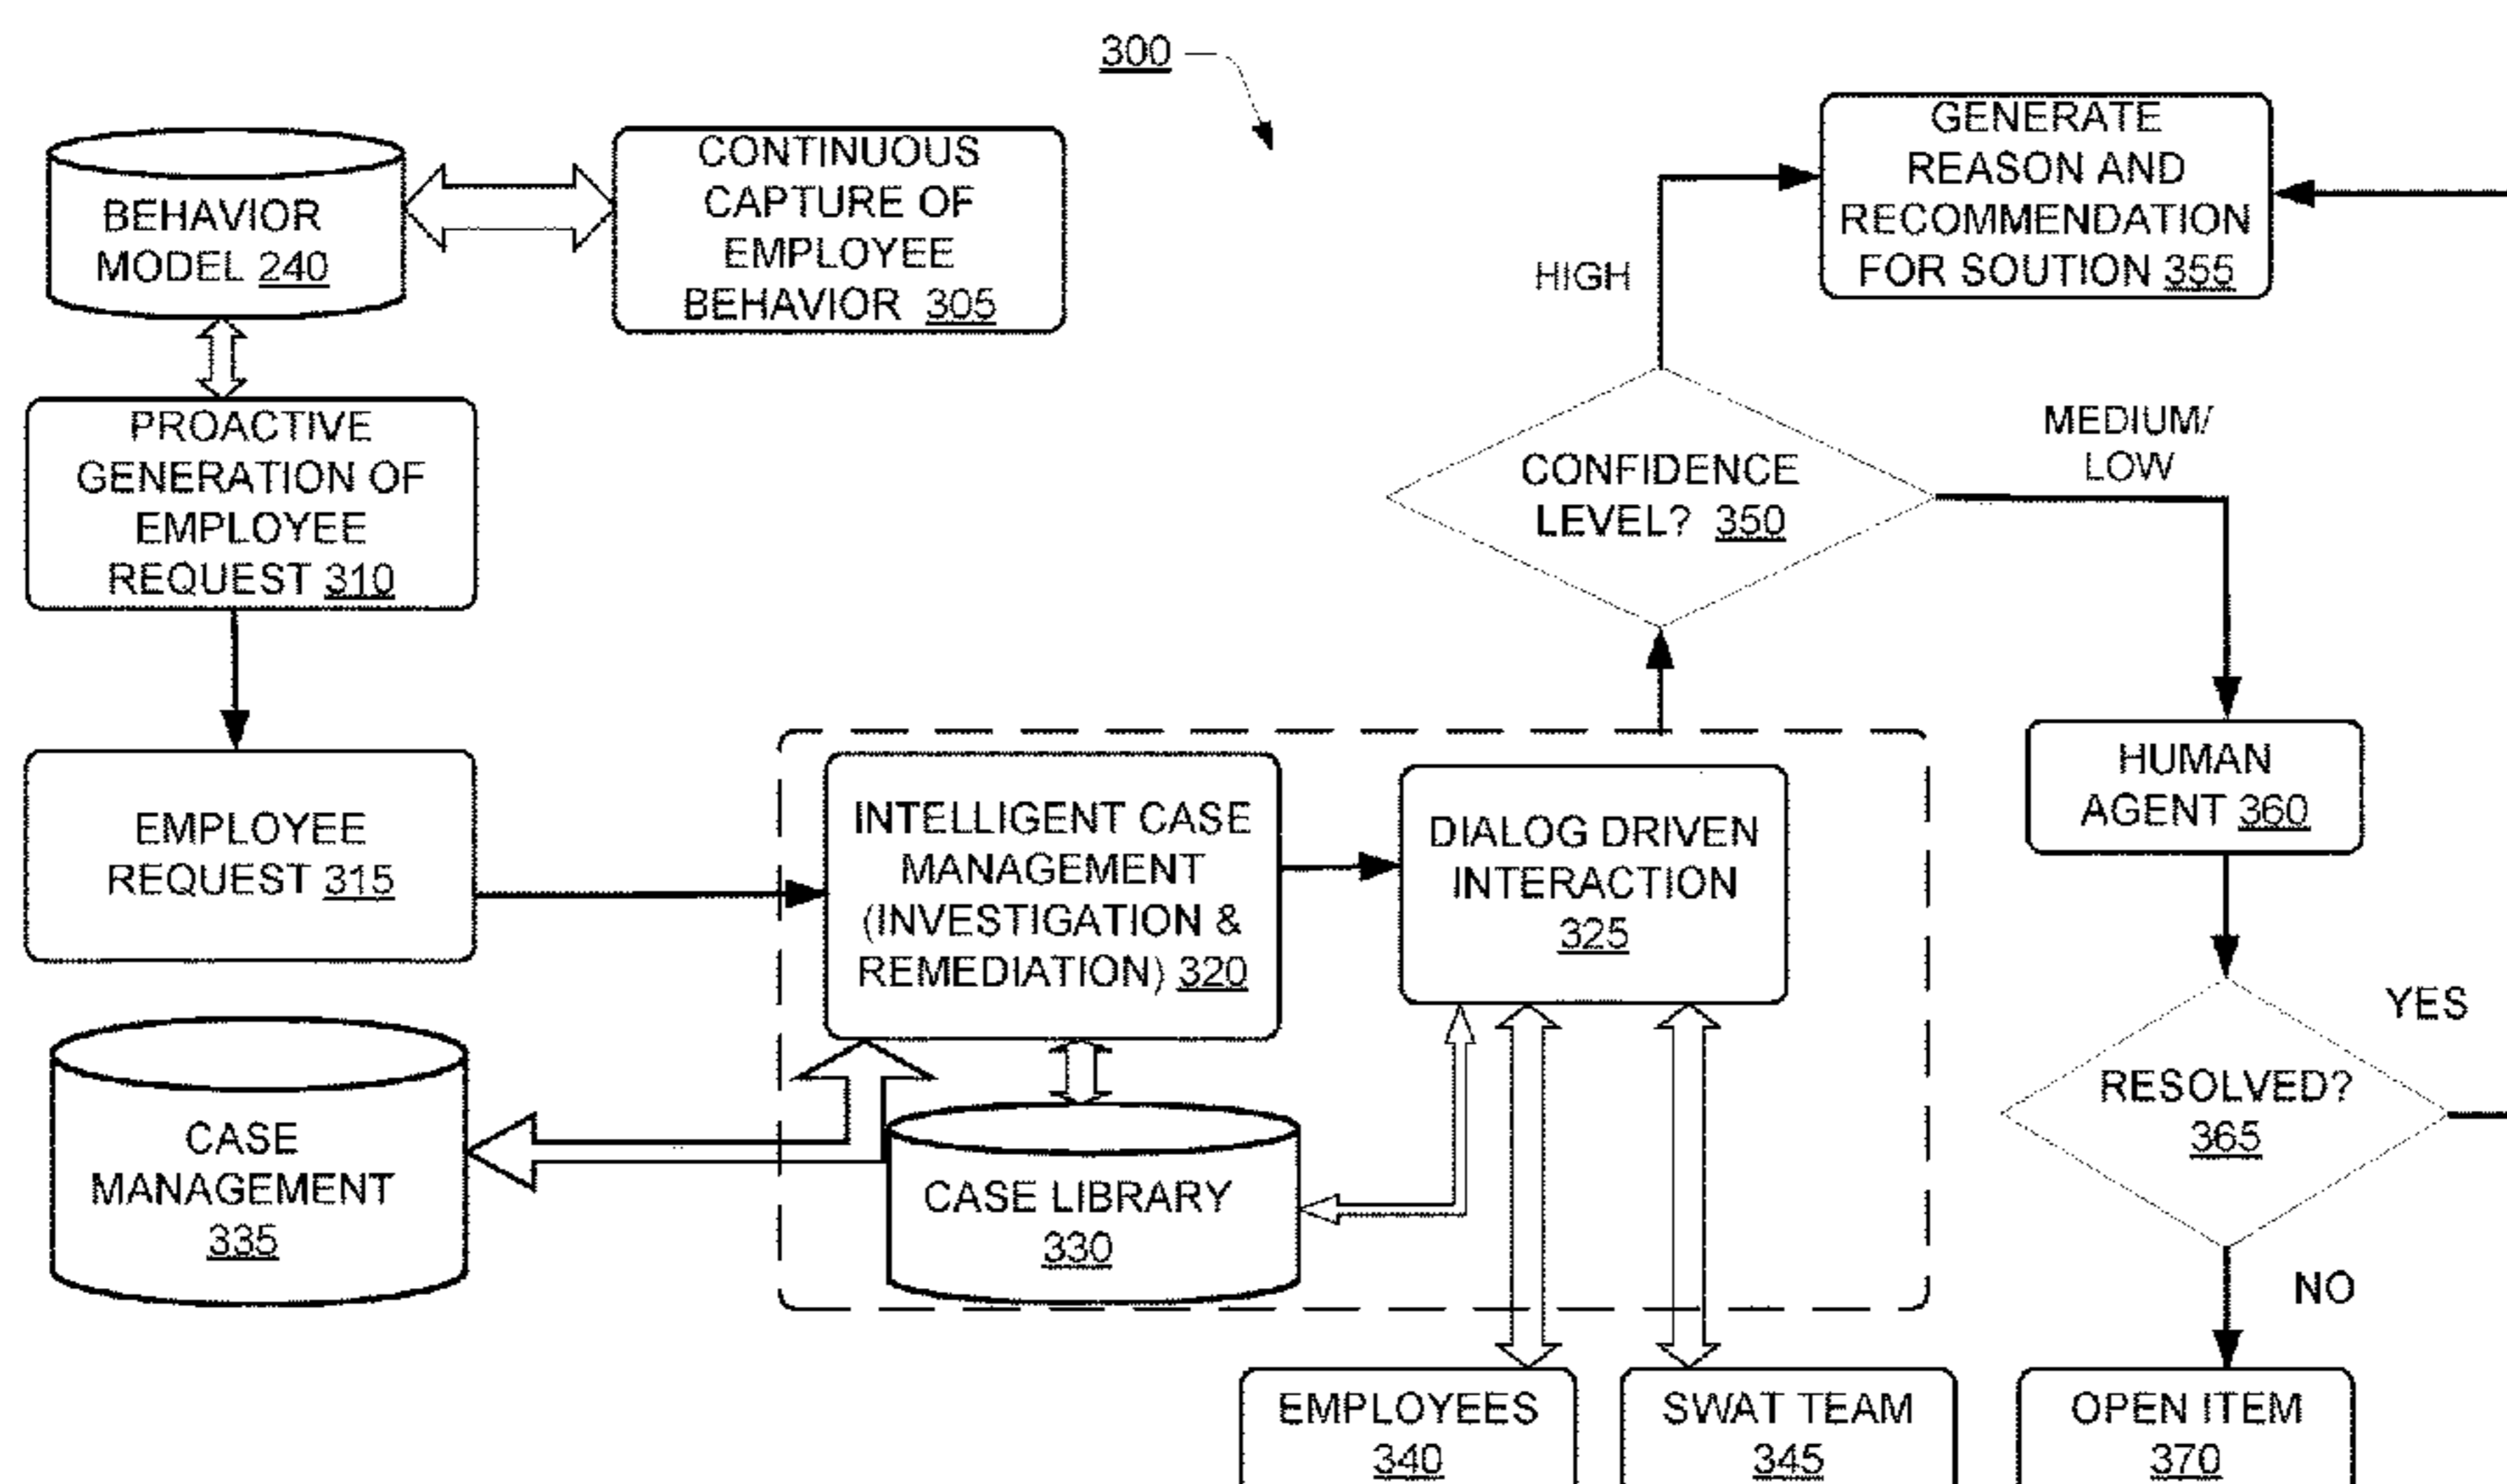 300
BEHAVIOR
MODEL 240
CONTINUOUS
CAPTURE OF
EMPLOYEE
BEHAVIOR 305
GENERATE
REASON AND
RECOMMENDATION
FOR SOUTION 355
HIGH
PROACTIVE
GENERATION OF
EMPLOYEE
REQUEST 310
CONFIDENCE
LEVEL? 350
MEDIUM/
LOW
EMPLOYEE
REQUEST 315
INTELLIGENT CASE
MANAGEMENT
(INVESTIGATION &
REMEDIATION) 320
DIALOG DRIVEN
INTERACTION
325
HUMAN
AGENT 360
YES
RESOLVED?
365
NO
CASE
MANAGEMENT
335
CASE LIBRARY
330
EMPLOYEES
340
SWAT TEAM
345
OPEN ITEM
370